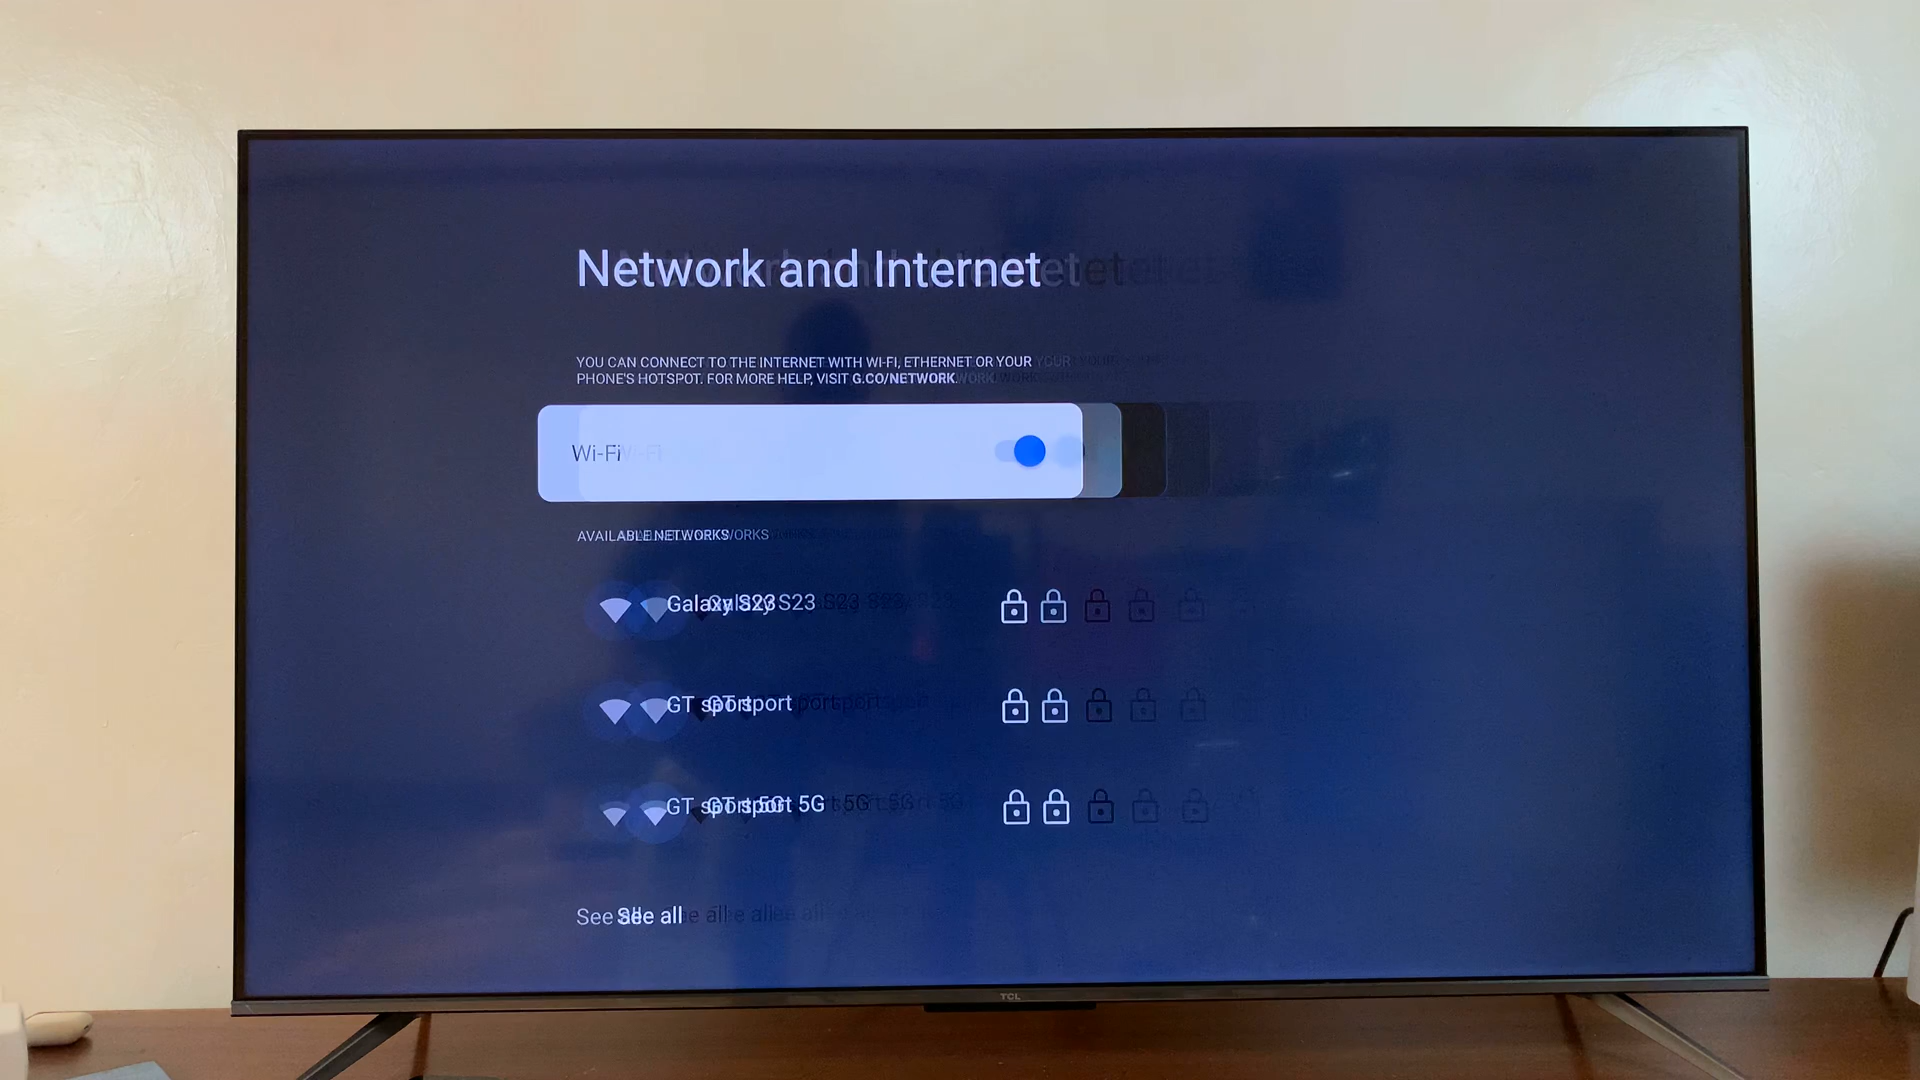 Network and Internet
YOU CAN CONNECT TO THE INTERNET WITH WI-FI, ETHERNET OR YOUR
PHONE'S HOTSPOT. FOR MORE HELP, VISIT G.CO/NETWORK.
Wi-Fi
AVAILABLE NETWORKS
Galaxy S23
GT sport
GT sport 5G
See all
TCL